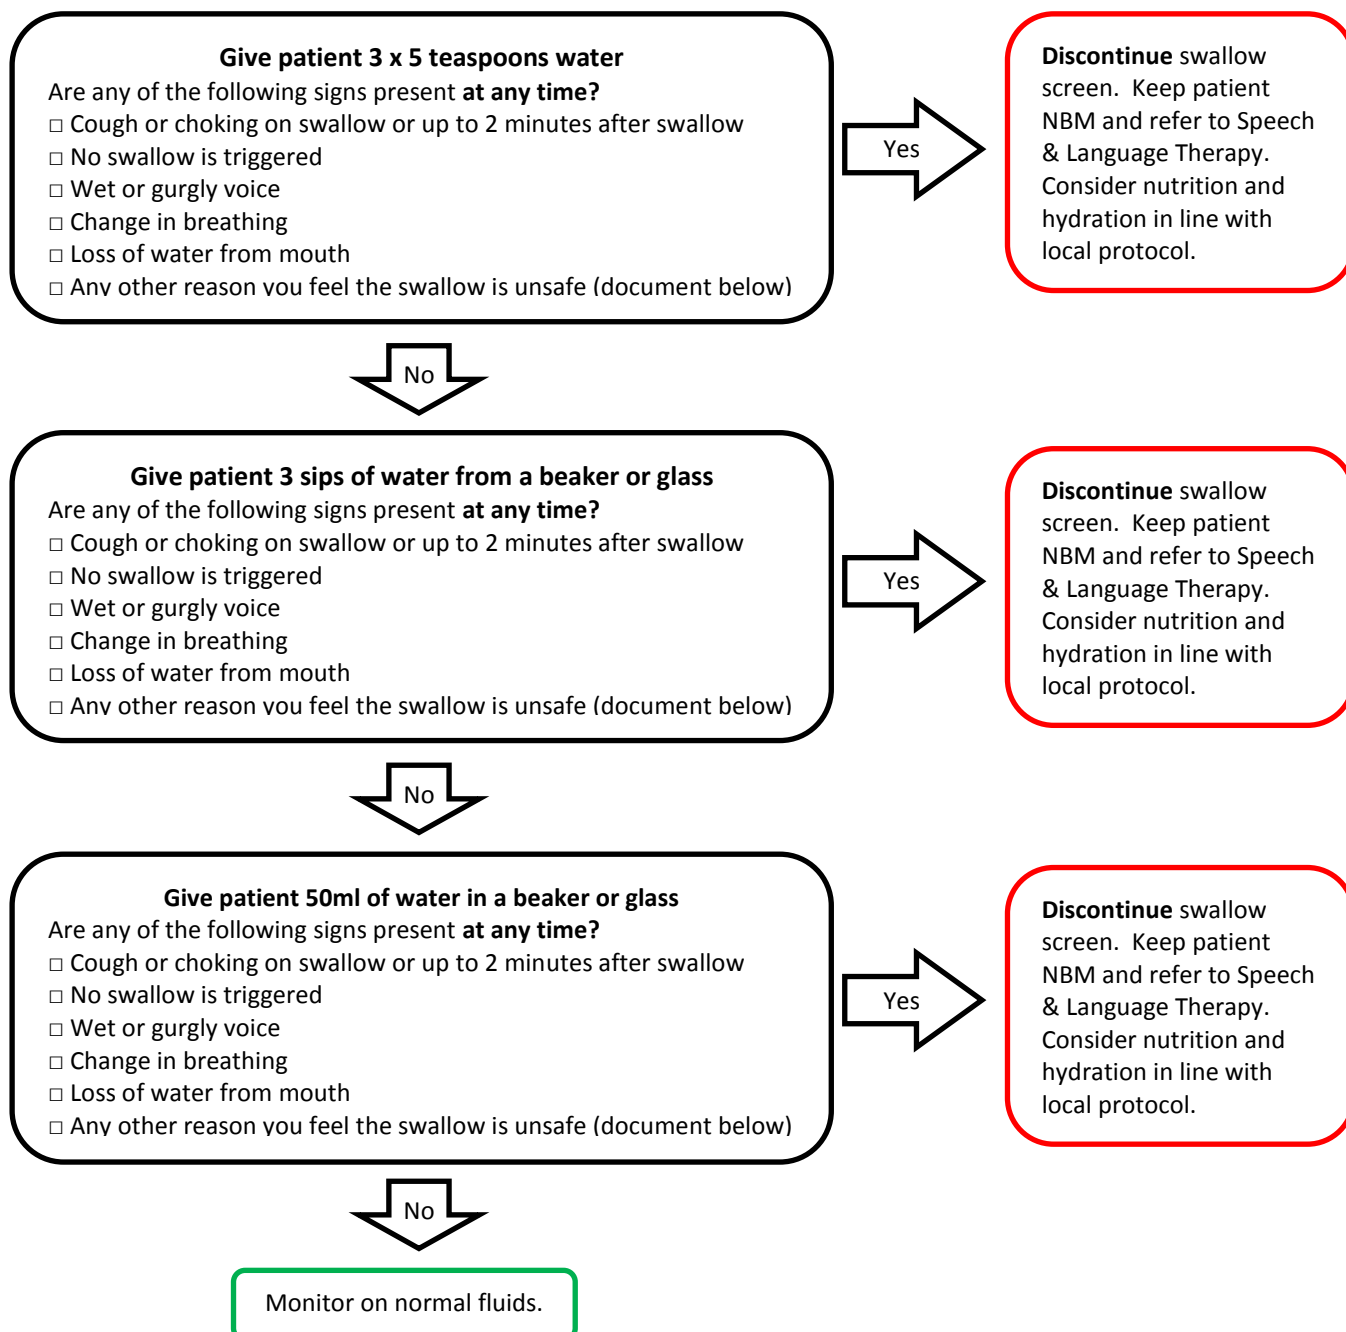 Give patient 3 x 5 teaspoons water
Are any of the following signs present at any time?
□ Cough or choking on swallow or up to 2 minutes after swallow
□ No swallow is triggered
□ Wet or gurgly voice
□ Change in breathing
□ Loss of water from mouth
□ Any other reason you feel the swallow is unsafe (document below)
Yes
Discontinue swallow
screen.  Keep patient
NBM and refer to Speech
& Language Therapy.
Consider nutrition and
hydration in line with
local protocol.
No
Give patient 3 sips of water from a beaker or glass
Are any of the following signs present at any time?
□ Cough or choking on swallow or up to 2 minutes after swallow
□ No swallow is triggered
□ Wet or gurgly voice
□ Change in breathing
□ Loss of water from mouth
□ Any other reason you feel the swallow is unsafe (document below)
Yes
Discontinue swallow
screen.  Keep patient
NBM and refer to Speech
& Language Therapy.
Consider nutrition and
hydration in line with
local protocol.
No
Give patient 50ml of water in a beaker or glass
Are any of the following signs present at any time?
□ Cough or choking on swallow or up to 2 minutes after swallow
□ No swallow is triggered
□ Wet or gurgly voice
□ Change in breathing
□ Loss of water from mouth
□ Any other reason you feel the swallow is unsafe (document below)
Yes
Discontinue swallow
screen.  Keep patient
NBM and refer to Speech
& Language Therapy.
Consider nutrition and
hydration in line with
local protocol.
No
Monitor on normal fluids.